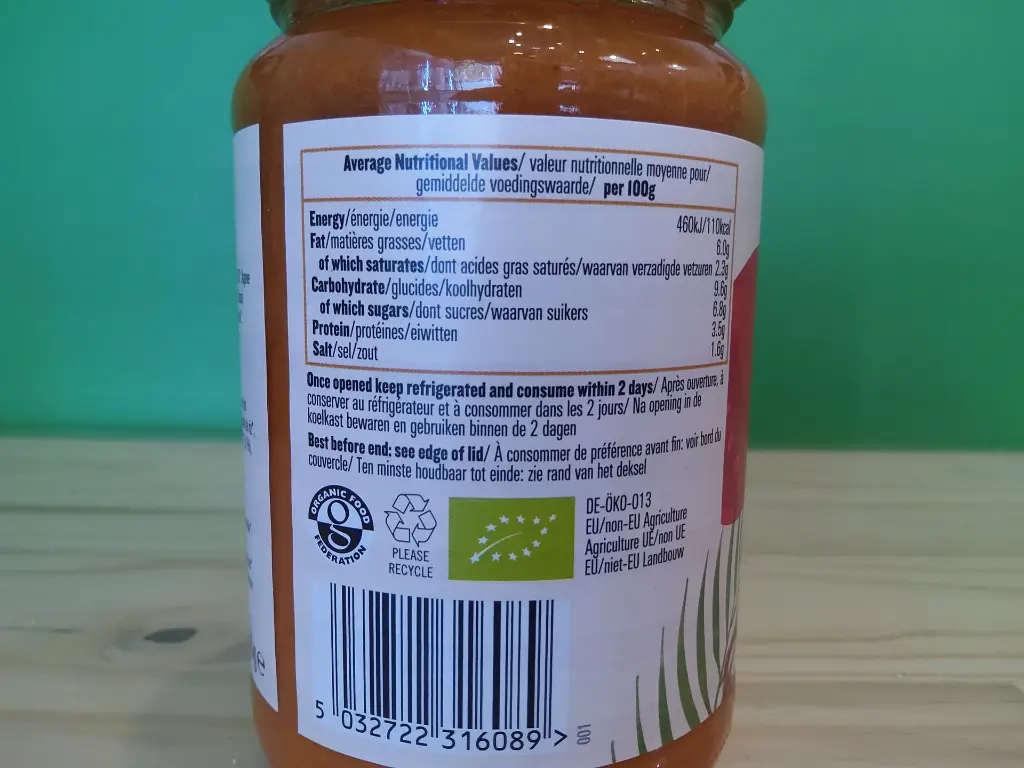 Average Nutritional Values/ valeur nutritionnelle moyenne pour/
gemiddelde voedingswaarde/ per 100g
Energy/énergie/energie 460kJ/110kcal
Fat/matières grasses/vetten 6.0g
of which saturates/dont acides gras saturés/waarvan verzadigde vetzuren 2.3g
Carbohydrate/glucides/koolhydraten 9.6g
of which sugars/dont sucres/waarvan suikers 6.8g
Protein/protéines/eiwitten 3.5g
Salt/sel/zout 1.6g
Once opened keep refrigerated and consume within 2 days/ Après ouverture, à
conserver au réfrigérateur et à consommer dans les 2 jours/ Na opening in de
koelkast bewaren en gebruiken binnen de 2 dagen
Best before end: see edge of lid/ À consommer de préférence avant fin: voir bord du
couvercle/ Ten minste houdbaar tot einde: zie rand van het deksel
ORGANIC FOOD
FEDERATION
PLEASE
RECYCLE
DE-ÖKO-013
EU/non-EU Agriculture
Agriculture UE/non UE
EU/niet-EU Landbouw
5 032722 316089 >
001